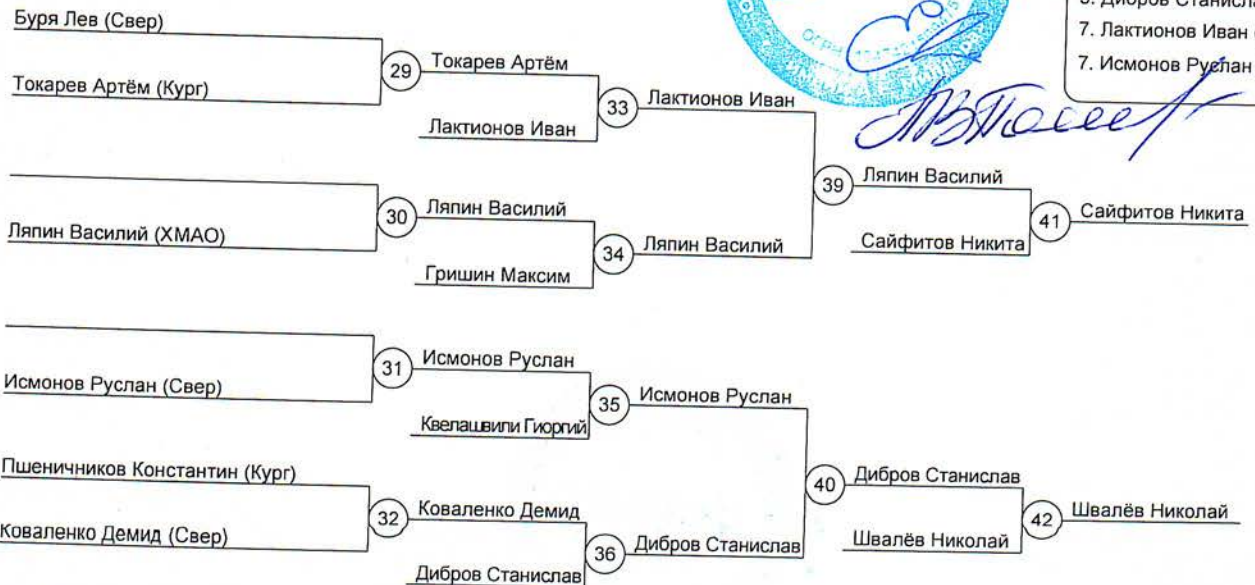 Буря Лев (Свер)
Токарев Артём (Кург)
29
Токарев Артём
Лактионов Иван
33
Лактионов Иван
Ляпин Василий (ХМАО)
30
Ляпин Василий
Гришин Максим
34
Ляпин Василий
39
Ляпин Василий
Сайфитов Никита
41
Сайфитов Никита
Исмонов Руслан (Свер)
31
Исмонов Руслан
Квелашвили Гиоргий
35
Исмонов Руслан
Пшеничников Константин (Кург)
Коваленко Демид (Свер)
32
Коваленко Демид
Дибров Станислав
36
Дибров Станислав
40
Дибров Станислав
Швалёв Николай
42
Швалёв Николай
Дибров Станисла
7. Лактионов Иван
7. Исмонов Руслан
ОГРН